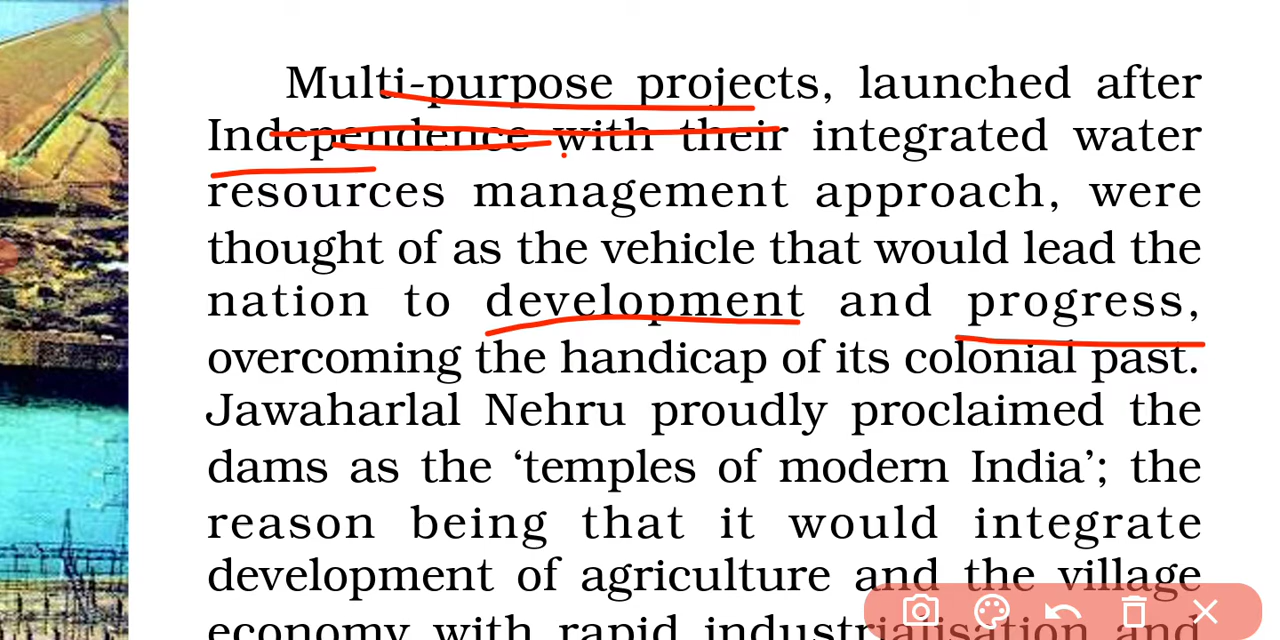 Multi-purpose projects, launched after
Independence with their integrated water
resources management approach, were
thought of as the vehicle that would lead the
nation to development and progress,
overcoming the handicap of its colonial past.
Jawaharlal Nehru proudly proclaimed the
dams as the ‘temples of modern India’; the
reason being that it would integrate
development of agriculture and the village
economy with rapid industrialisation and